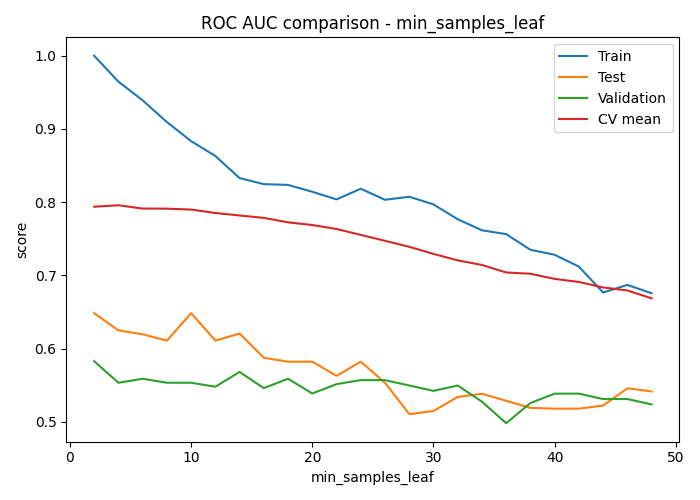 ROC AUC comparison - min_samples_leaf
Train
Test
Validation
CV mean
score
1.0
0.9
0.8
0.7
0.6
0.5
0
10
20
30
40
50
min_samples_leaf